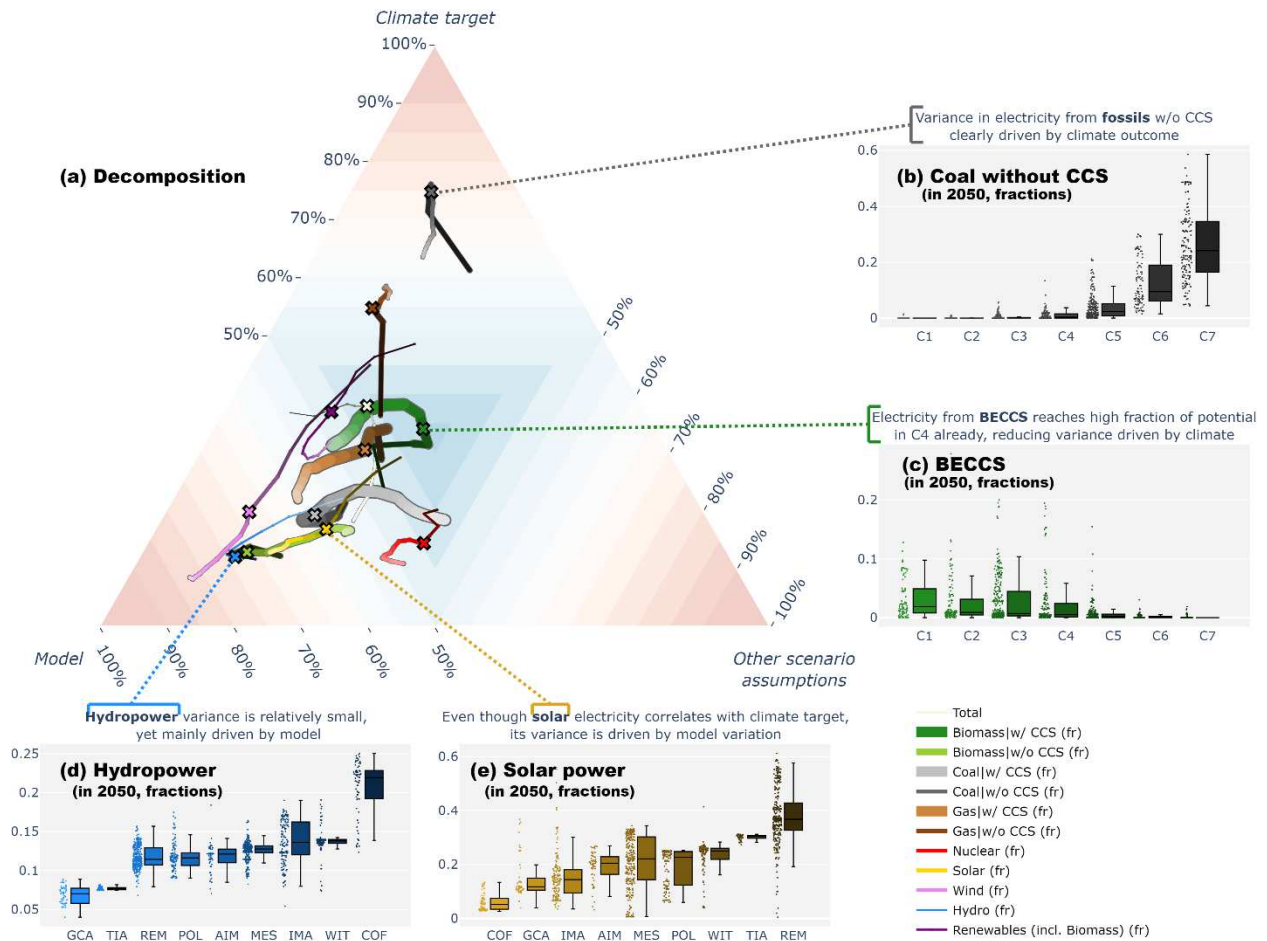 Climate target
100%
90%
80%
70%
60%
50%
(a) Decomposition
50%
60%
70%
80%
90%
100%
Model
100%
90%
80%
70%
60%
50%
Other scenario
assumptions
Variance in electricity from fossils w/o CCS
clearly driven by climate outcome
(b) Coal without CCS
(in 2050, fractions)
0.6
0.4
0.2
0
C1 C2 C3 C4 C5 C6 C7
Electricity from BECCS reaches high fraction of potential
in C4 already, reducing variance driven by climate
(c) BECCS
(in 2050, fractions)
0.2
0.1
0
C1 C2 C3 C4 C5 C6 C7
Hydropower variance is relatively small,
yet mainly driven by model
(d) Hydropower
(in 2050, fractions)
0.25
0.2
0.15
0.1
0.05
GCA TIA REM POL AIM MES IMA WIT COF
Even though solar electricity correlates with climate target,
its variance is driven by model variation
(e) Solar power
(in 2050, fractions)
0.6
0.4
0.2
0
COF GCA IMA AIM MES POL WIT TIA REM
Total
Biomass|w/ CCS (fr)
Biomass|w/o CCS (fr)
Coal|w/ CCS (fr)
Coal|w/o CCS (fr)
Gas|w/ CCS (fr)
Gas|w/o CCS (fr)
Nuclear (fr)
Solar (fr)
Wind (fr)
Hydro (fr)
Renewables (incl. Biomass) (fr)